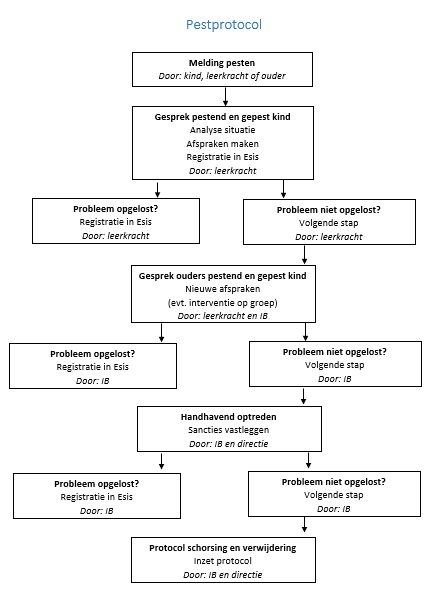 Pestprotocol
Melding pesten
Door: kind, leerkracht of ouder
Gesprek pestend en gepest kind
Analyse situatie
Afspraken maken
Registratie in Esis
Door: leerkracht
Probleem opgelost?
Registratie in Esis
Door: leerkracht
Probleem niet opgelost?
Volgende stap
Door: leerkracht
Gesprek ouders pestend en gepest kind
Nieuwe afspraken
(evt. interventie op groep)
Door: leerkracht en IB
Probleem opgelost?
Registratie in Esis
Door: IB
Probleem niet opgelost?
Volgende stap
Door: IB
Handhavend optreden
Sancties vastleggen
Door: IB en directie
Probleem opgelost?
Registratie in Esis
Door: IB
Probleem niet opgelost?
Volgende stap
Door: IB
Protocol schorsing en verwijdering
Inzet protocol
Door: IB en directie